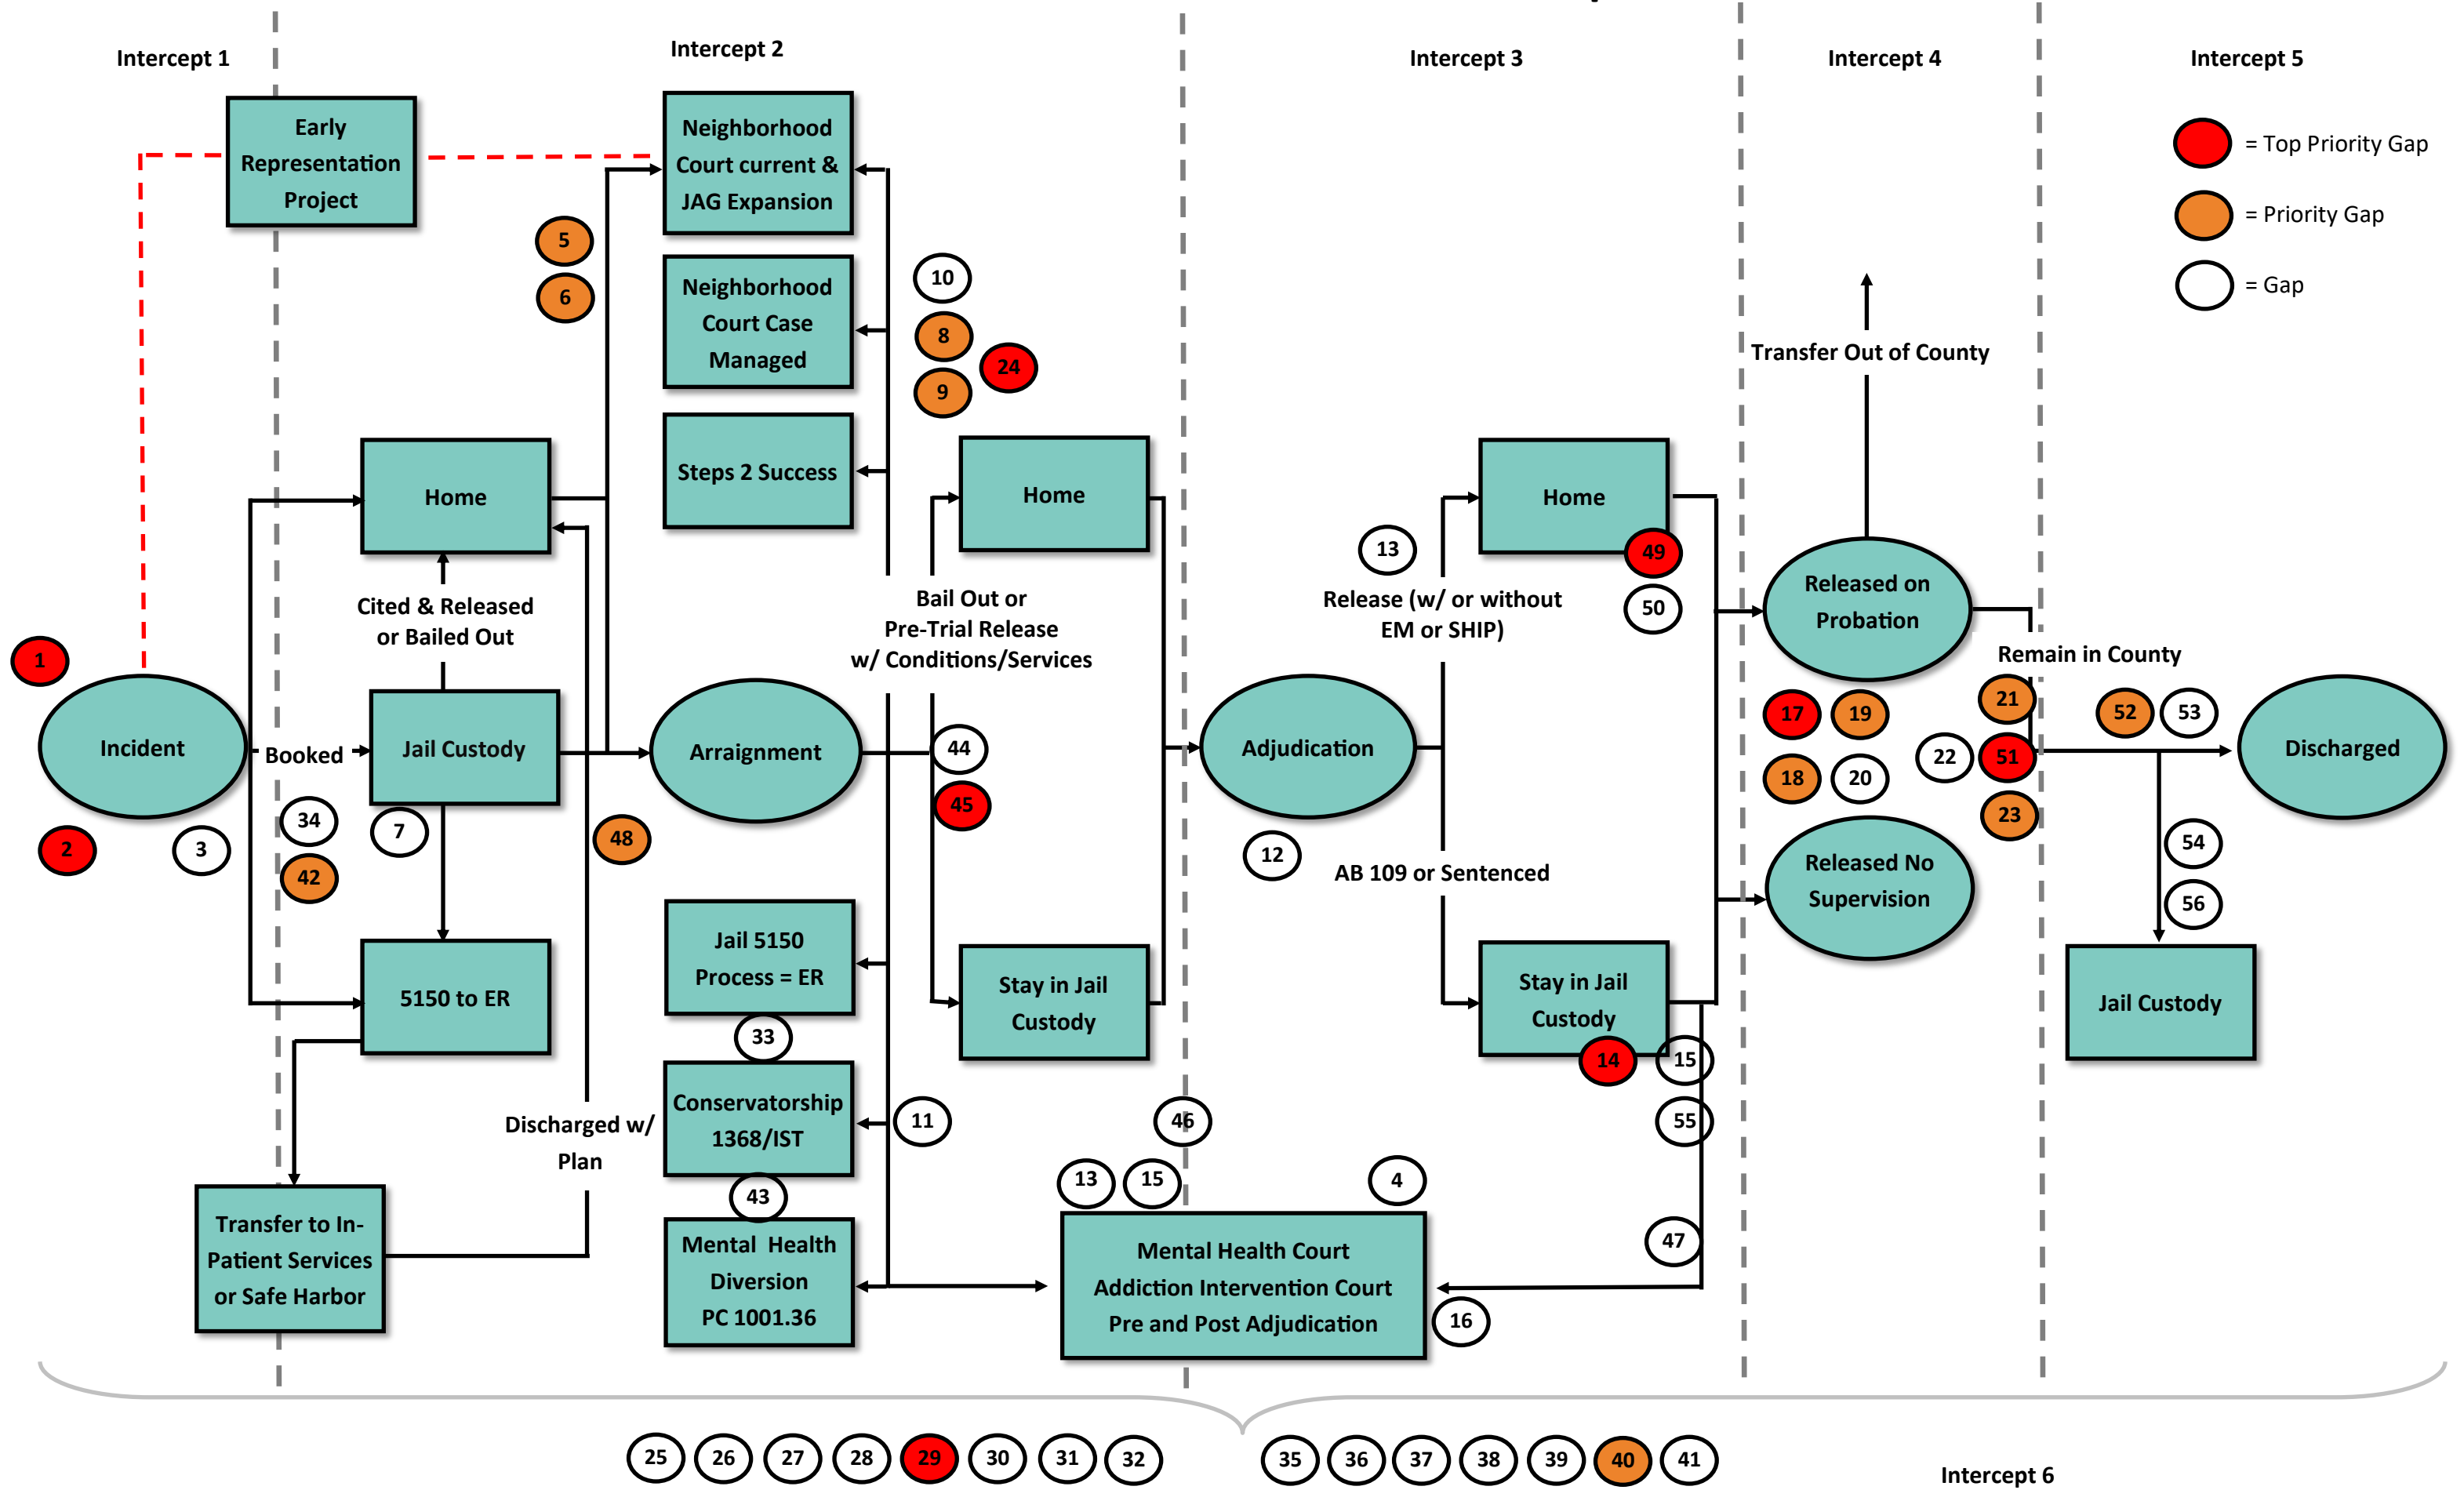 Intercept 1
Intercept 2
Intercept 3
Intercept 4
Intercept 5
= Top Priority Gap
= Priority Gap
= Gap
Early
Representation
Project
Neighborhood
Court current &
JAG Expansion
5
6
Neighborhood
Court Case
Managed
10
8
24
9
Transfer Out of County
Steps 2 Success
Home
Home
Home
13
49
50
Cited & Released
or Bailed Out
Bail Out or
Pre-Trial Release
w/ Conditions/Services
Release (w/ or without
EM or SHIP)
Released on
Probation
Remain in County
1
Incident
Booked
Jail Custody
Arraignment
44
45
Adjudication
17
19
21
52
53
18
20
22
51
23
Discharged
2
3
34
42
7
48
12
AB 109 or Sentenced
Released No
Supervision
54
56
5150 to ER
Jail 5150
Process = ER
Stay in Jail
Custody
Stay in Jail
Custody
Jail Custody
33
14
15
Conservatorship
1368/IST
11
46
55
Discharged w/
Plan
43
13
15
4
Transfer to In-
Patient Services
or Safe Harbor
Mental Health
Diversion
PC 1001.36
Mental Health Court
Addiction Intervention Court
Pre and Post Adjudication
47
16
25
26
27
28
29
30
31
32
35
36
37
38
39
40
41
Intercept 6